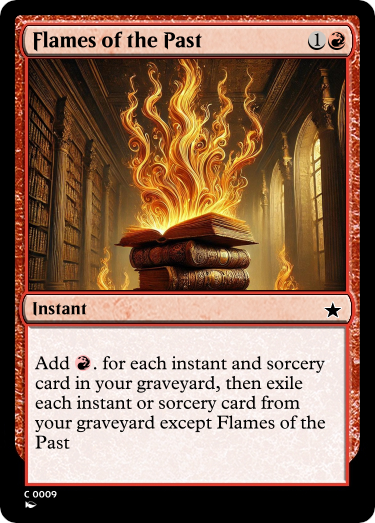 Flames of the Past 1
Instant
Add . for each instant and sorcery
card in your graveyard, then exile
each instant or sorcery card from
your graveyard except Flames of the
Past
C 0009